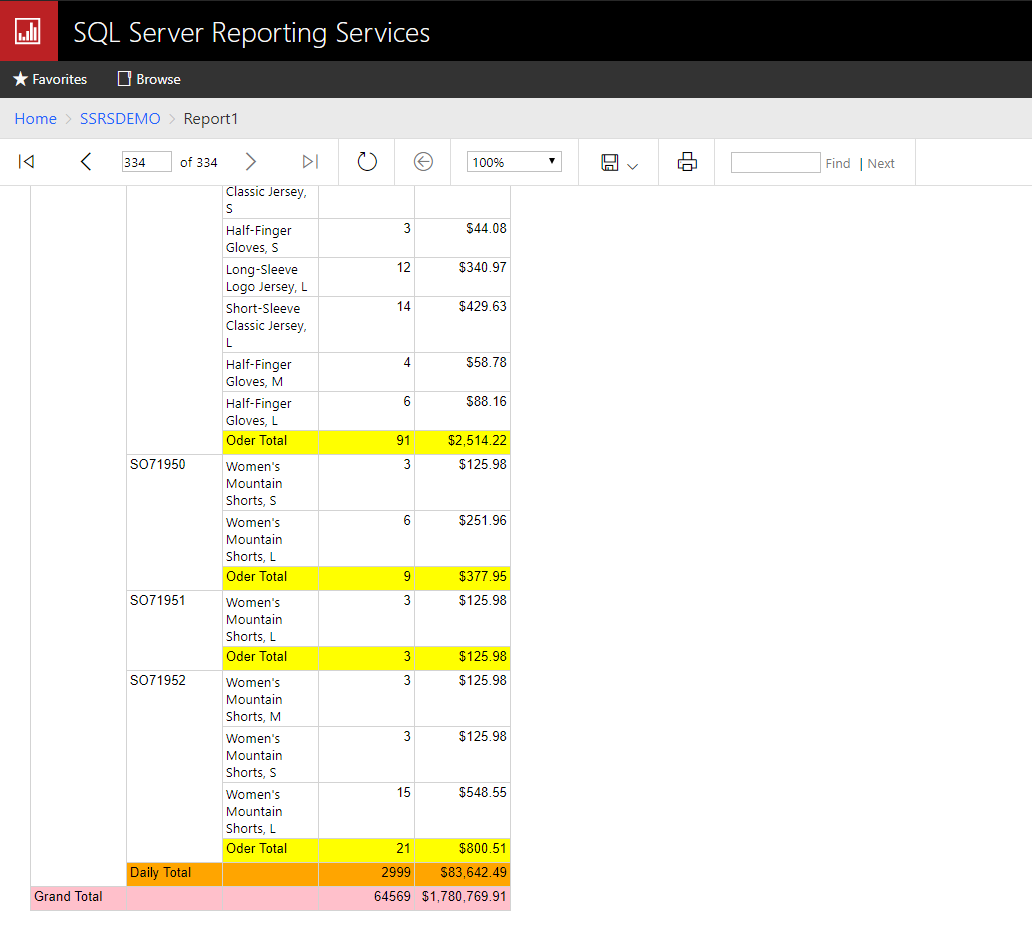 SQL Server Reporting Services
Favorites Browse
Home > SSRSDEMO > Report1
334 of 334 100% Find | Next
Classic Jersey,
S
Half-Finger 3 $44.08
Gloves, S
Long-Sleeve 12 $340.97
Logo Jersey, L
Short-Sleeve 14 $429.63
Classic Jersey,
L
Half-Finger 4 $58.78
Gloves, M
Half-Finger 6 $88.16
Gloves, L
Oder Total 91 $2,514.22
SO71950 Women's 3 $125.98
Mountain
Shorts, S
Women's 6 $251.96
Mountain
Shorts, L
Oder Total 9 $377.95
SO71951 Women's 3 $125.98
Mountain
Shorts, L
Oder Total 3 $125.98
SO71952 Women's 3 $125.98
Mountain
Shorts, M
Women's 3 $125.98
Mountain
Shorts, S
Women's 15 $548.55
Mountain
Shorts, L
Oder Total 21 $800.51
Daily Total 2999 $83,642.49
Grand Total 64569 $1,780,769.91